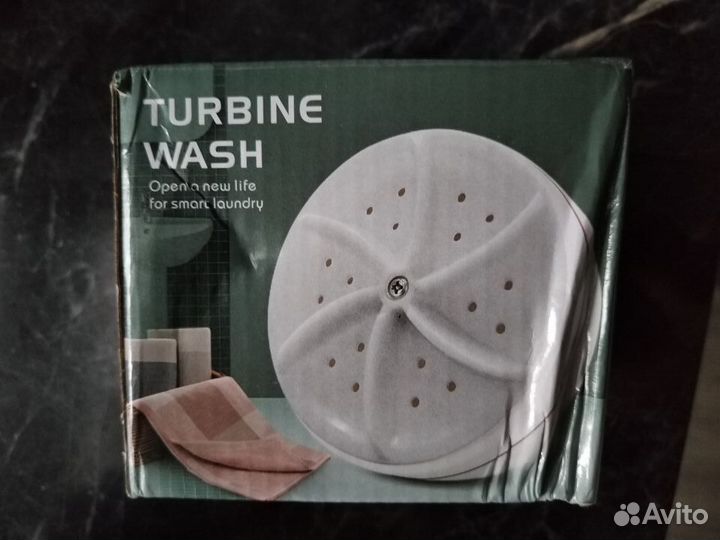 TURBINE
WASH
Open a new life
for smart laundry
Avito